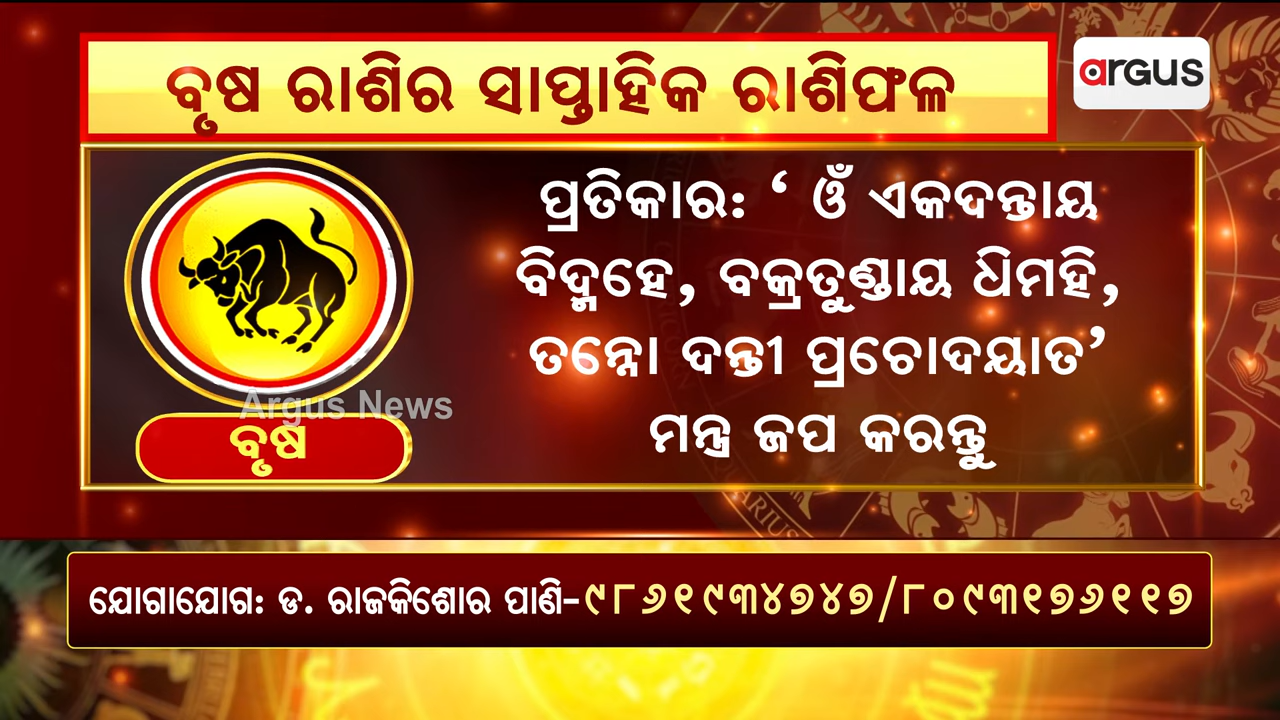 ବୃଷ ରାଶିର ସାପ୍ତାହିକ ରାଶିଫଳ
argus
ପ୍ରତିକାର: ‘ ଓଁ ଏକଦନ୍ତାୟ
ବିଦ୍ମହେ, ବକ୍ରତୁଣ୍ଡାୟ ଧିମହି,
ତନ୍ନୋ ଦନ୍ତୀ ପ୍ରଚୋଦୟାତ’
ମନ୍ତ୍ର ଜପ କରନ୍ତୁ
Argus News
ବୃଷ
ଯୋଗାଯୋଗ: ଡ. ରାଜକିଶୋର ପାଣି-୯୮୬୧୯୩୪୭୪୭/୮୦୯୩୧୭୬୧୧୭